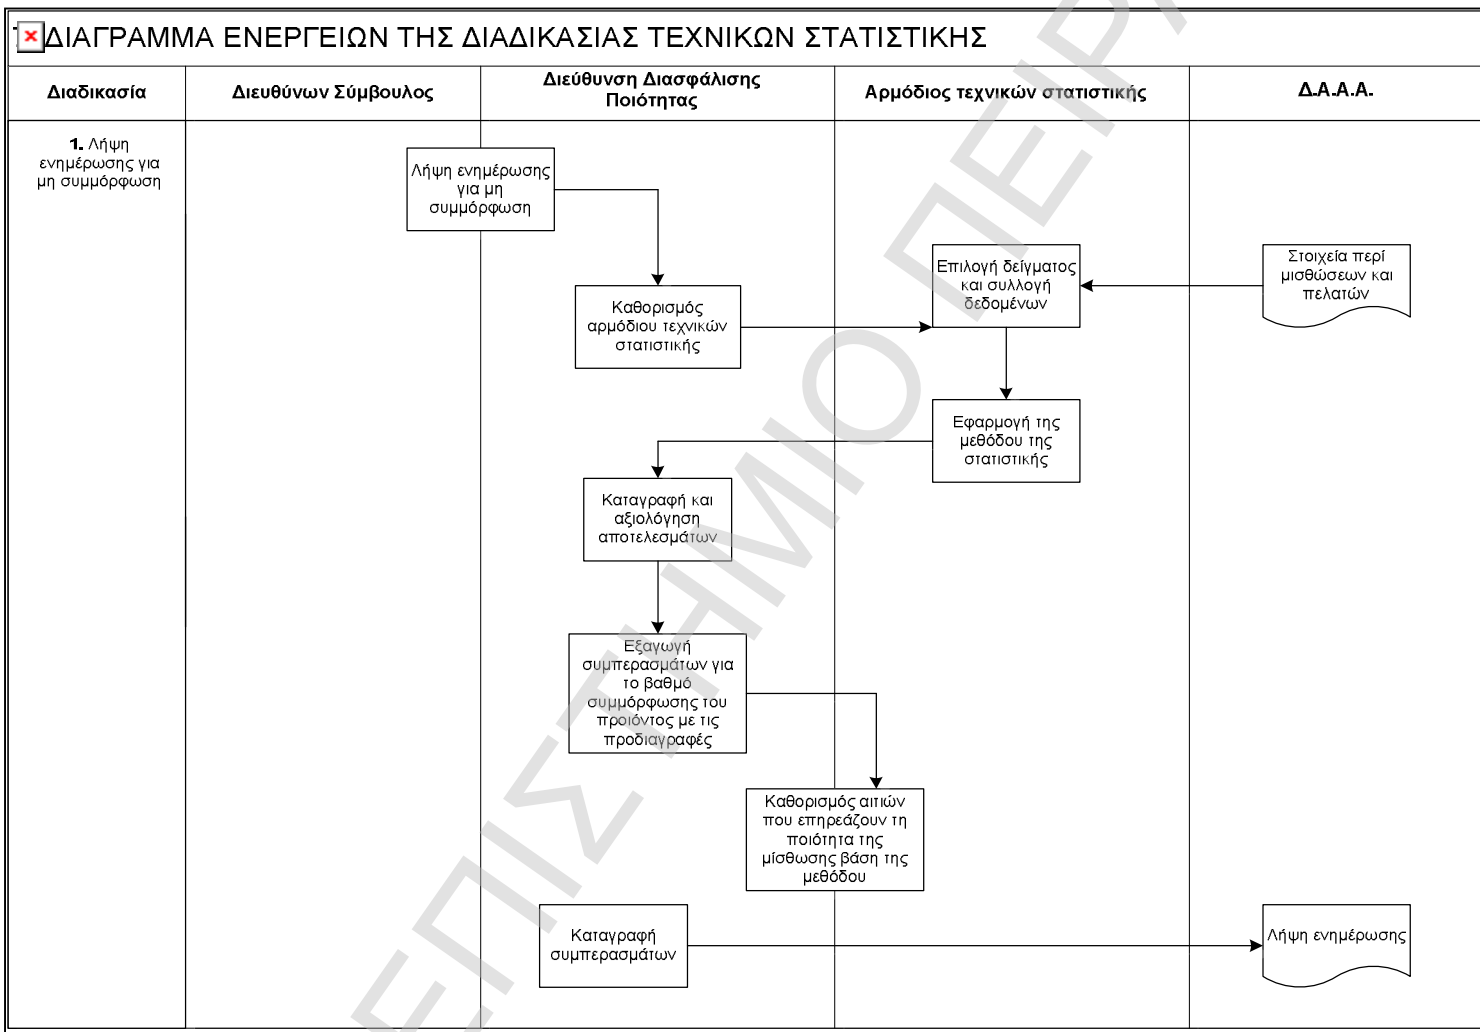 ΔΙΑΓΡΑΜΜΑ ΕΝΕΡΓΕΙΩΝ ΤΗΣ ΔΙΑΔΙΚΑΣΙΑΣ ΤΕΧΝΙΚΩΝ ΣΤΑΤΙΣΤΙΚΗΣ
Διαδικασία
Διευθύνων Σύμβουλος
Διεύθυνση Διασφάλισης
Ποιότητας
Αρμόδιος τεχνικών στατιστικής
Δ.Α.Α.Α.
1. Λήψη
ενημέρωσης για
μη συμμόρφωση
Λήψη ενημέρωσης
για μη
συμμόρφωση
Καθορισμός
αρμόδιου τεχνικών
στατιστικής
Επιλογή δείγματος
και συλλογή
δεδομένων
Στοιχεία περί
μισθώσεων και
πελατών
Εφαρμογή της
μεθόδου της
στατιστικής
Καταγραφή και
αξιολόγηση
αποτελεσμάτων
Εξαγωγή
συμπερασμάτων για
το βαθμό
συμμόρφωσης του
προιόντος με τις
προδιαγραφές
Καθορισμός αιτιών
που επηρεάζουν τη
ποιότητα της
μίσθωσης βάση της
μεθόδου
Καταγραφή
συμπερασμάτων
Λήψη ενημέρωσης